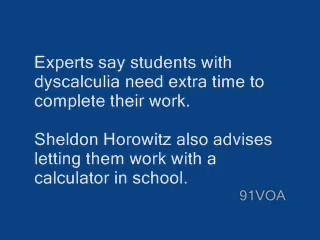 Experts say students with
dyscalculia need extra time to
complete their work.
Sheldon Horowitz also advises
letting them work with a
calculator in school.
91VOA